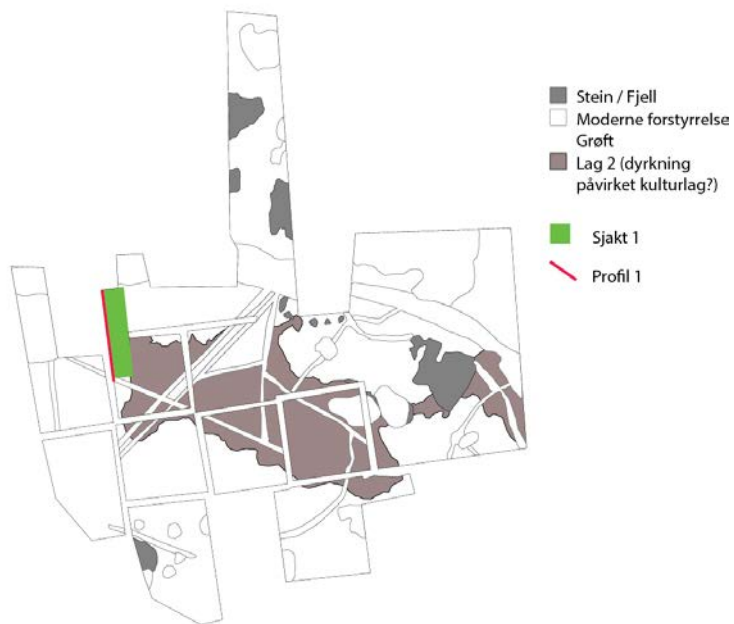 Stein / Fjell
Moderne forstyrrelse
Grøft
Lag 2 (dyrkning
påvirket kulturlag?)
Sjakt 1
Profil 1